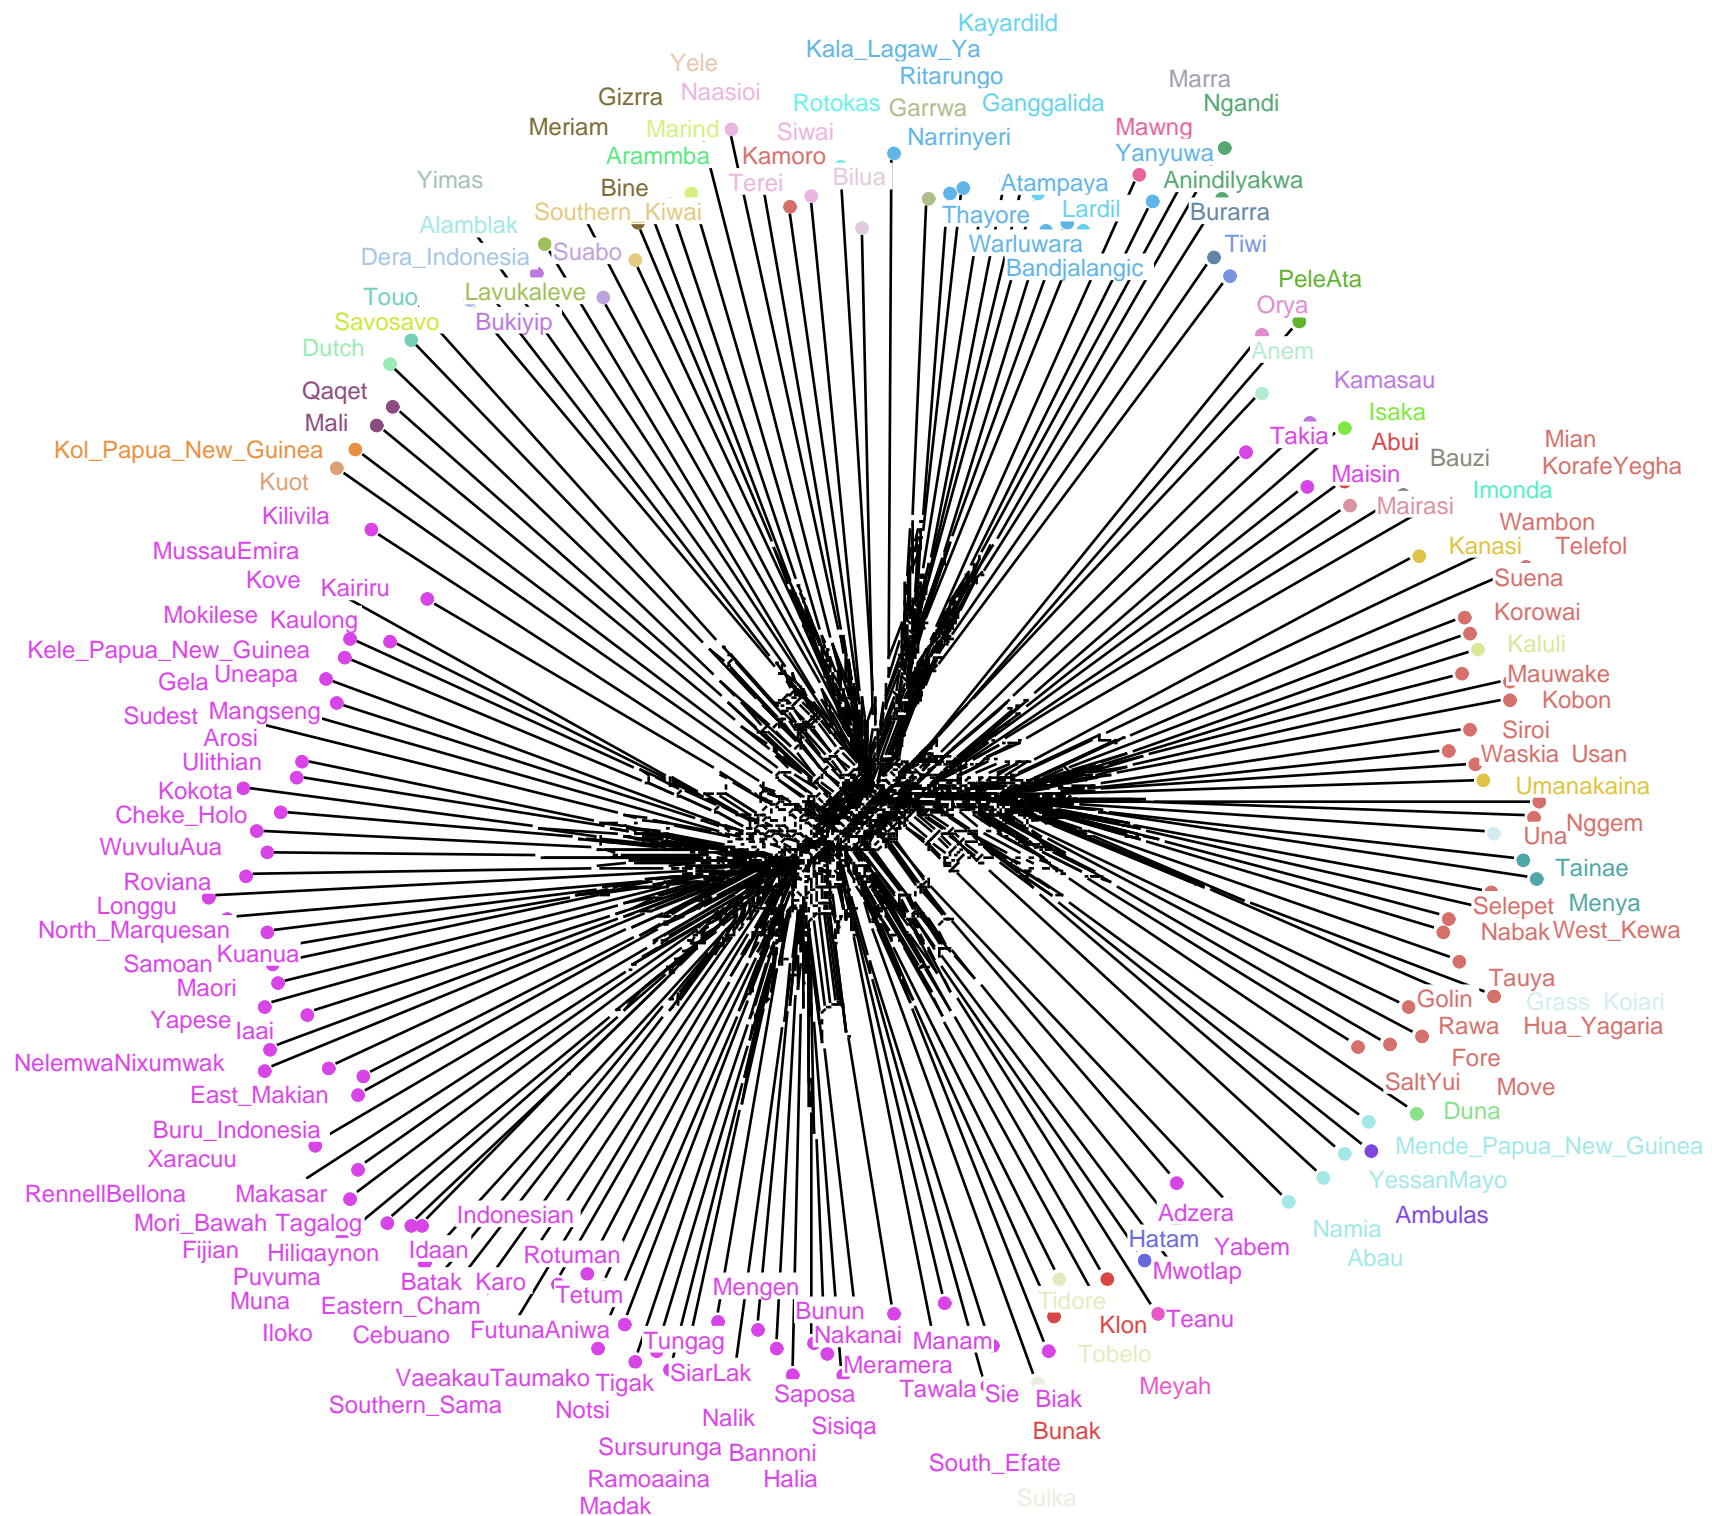 Kayardild
Kala_Lagaw_Ya
Yele
Ritarungo
Marra
Gizrra
Naasioi
Rotokas
Garrwa
Ganggalida
Ngandi
Meriam
Marind
Siwai
Narrinyeri
Mawng
Arammba
Kamoro
Yanyuwa
Yimas
Bine
Terei
Bilua
Atampaya
Anindilyakwa
Southern_Kiwai
Thayore
Lardil
Burarra
Alamblak
Dera_Indonesia
Suabo
Warluwara
Tiwi
Bandjalangic
PeleAta
Touo
Lavukaleve
Orya
Savosavo
Bukiyip
Dutch
Anem
Qaqet
Kamasau
Mali
Isaka
Takia
Abui
Mian
Kol_Papua_New_Guinea
Bauzi
KorafeYegha
Kuot
Maisin
Imonda
Kilivila
Mairasi
Wambon
MussauEmira
Kanasi
Telefol
Kove
Kairiru
Suena
Mokilese
Kaulong
Korowai
Kele_Papua_New_Guinea
Kaluli
Gela
Uneapa
Mauwake
Kobon
Sudest
Mangseng
Arosi
Siroi
Ulithian
Waskia
Usan
Kokota
Umanakaina
Cheke_Holo
Nggem
WuvuluAua
Una
Roviana
Tainae
Longgu
Selepet
Menya
North_Marquesan
Nabak
West_Kewa
Samoan
Kuanua
Maori
Tauya
Yapese
Iaai
Golin
Grass_Koiari
Rawa
Hua_Yagaria
NelemwaNixumwak
Fore
East_Makian
SaltYui
Move
Duna
Buru_Indonesia
Xaracuu
Mende_Papua_New_Guinea
RennellBellona
Makasar
YessanMayo
Mori_Bawah
Tagalog
Indonesian
Adzera
Ambulas
Fijian
Hiligaynon
Idaan
Rotuman
Hatam
Yabem
Namia
Puvuma
Batak
Karo
Tetum
Mengen
Mwotlap
Abau
Muna
Eastern_Cham
Bunun
Tidore
Iloko
Cebuano
FutunaAniwa
Tungag
Nakanai
Manam
Klon
Teanu
VaeakauTaumako
Tigak
SiarLak
Meramera
Tobelo
Southern_Sama
Notsi
Saposa
Tawala
Sie
Biak
Meyah
Nalik
Sisiqa
Bunak
Sursurunga
Bannoni
South_Efate
Ramoaaina
Halia
Madak
Sulka